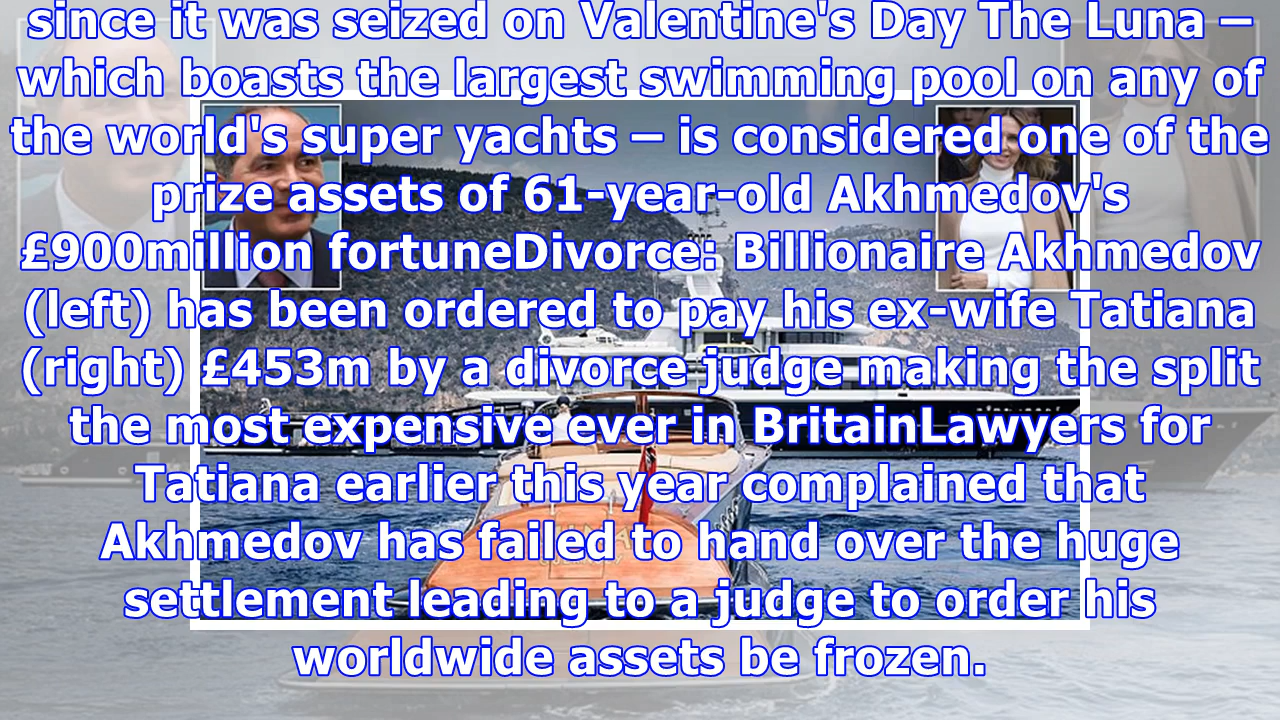 since it was seized on Valentine's Day The Luna –
which boasts the largest swimming pool on any of
the world's super yachts – is considered one of the
prize assets of 61-year-old Akhmedov's
£900million fortuneDivorce: Billionaire Akhmedov
(left) has been ordered to pay his ex-wife Tatiana
(right) £453m by a divorce judge making the split
the most expensive ever in BritainLawyers for
Tatiana earlier this year complained that
Akhmedov has failed to hand over the huge
settlement leading to a judge to order his
worldwide assets be frozen.